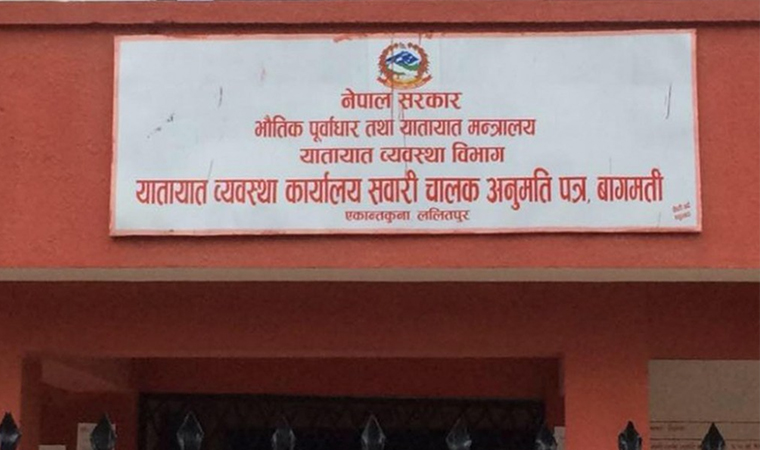 नेपाल सरकार
भौतिक पूर्वाधार तथा यातायात मन्त्रालय
यातायात व्यवस्था विभाग
यातायात व्यवस्था कार्यालय सवारी चालक अनुमति पत्र, बागमती
एकान्तकुना, ललितपुर